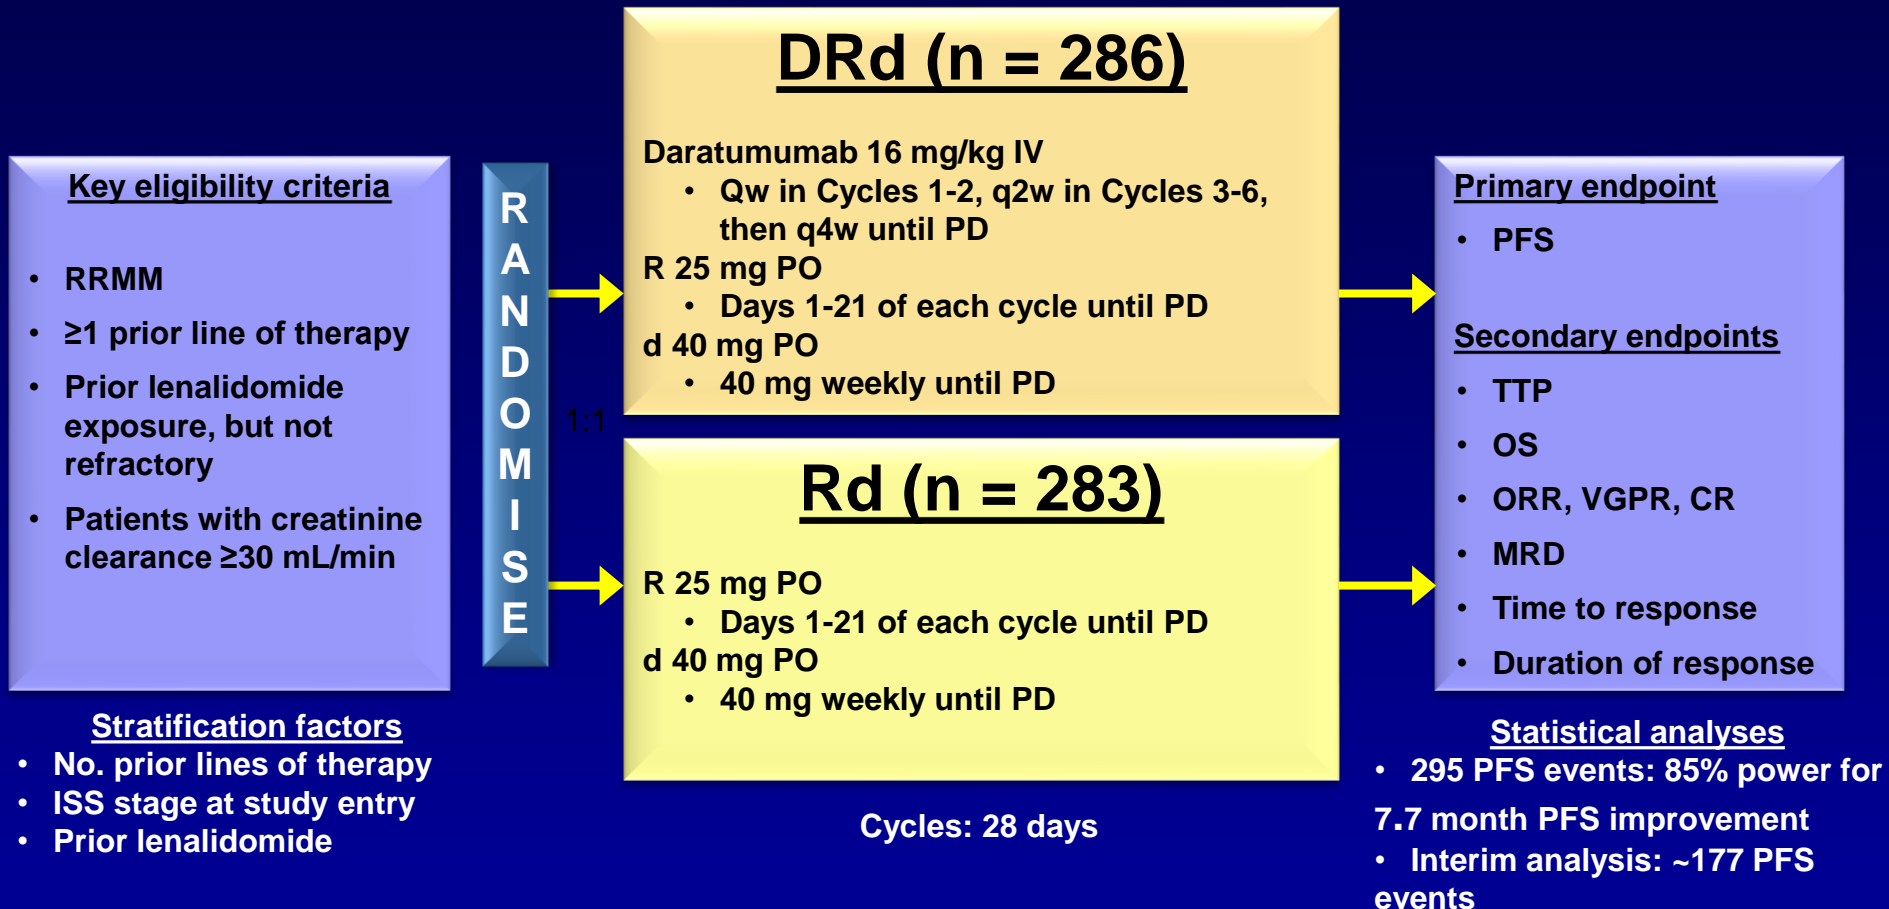 Key eligibility criteria
• RRMM
• ≥1 prior line of therapy
• Prior lenalidomide
exposure, but not
refractory
• Patients with creatinine
clearance ≥30 mL/min
Stratification factors
• No. prior lines of therapy
• ISS stage at study entry
• Prior lenalidomide
R
A
N
D
O
M
I
S
E
1:1
DRd (n = 286)
Daratumumab 16 mg/kg IV
• Qw in Cycles 1-2, q2w in Cycles 3-6,
then q4w until PD
R 25 mg PO
• Days 1-21 of each cycle until PD
d 40 mg PO
• 40 mg weekly until PD
Rd (n = 283)
R 25 mg PO
• Days 1-21 of each cycle until PD
d 40 mg PO
• 40 mg weekly until PD
Cycles: 28 days
Primary endpoint
• PFS
Secondary endpoints
• TTP
• OS
• ORR, VGPR, CR
• MRD
• Time to response
• Duration of response
Statistical analyses
• 295 PFS events: 85% power for
7.7 month PFS improvement
• Interim analysis: ~177 PFS
events